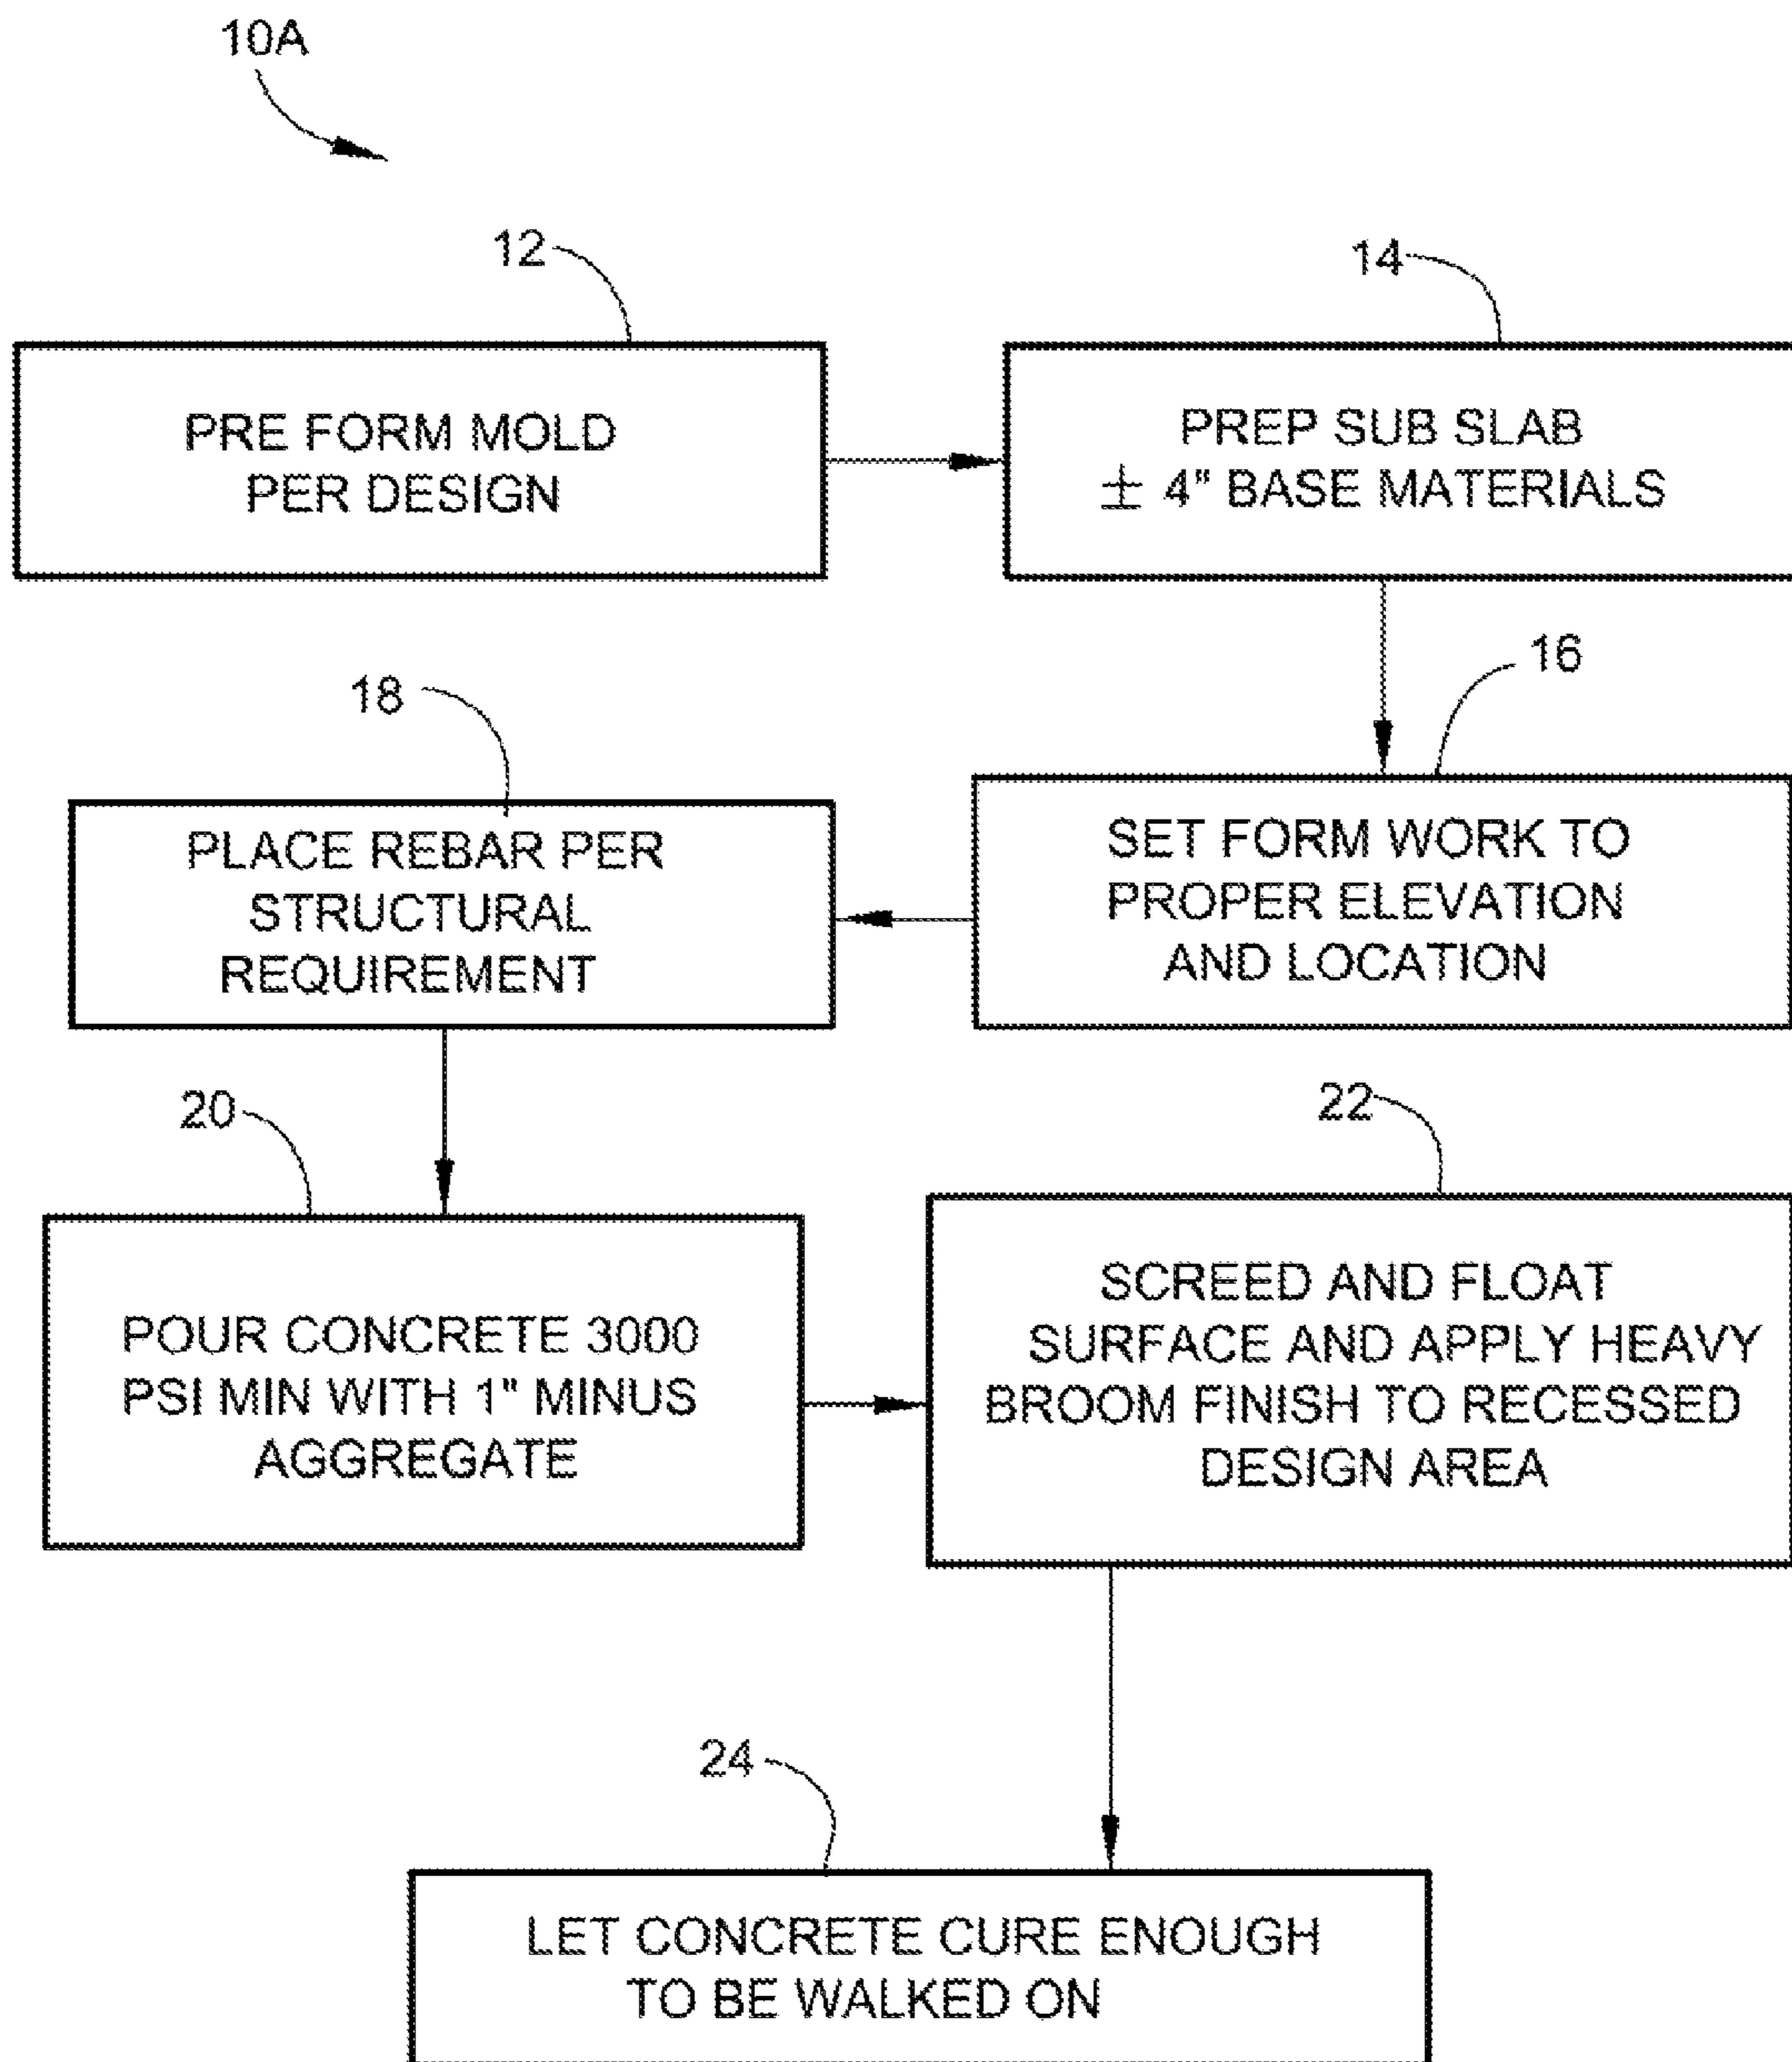 10A
12
14
PRE FORM MOLD
PER DESIGN
PREP SUB SLAB
± 4" BASE MATERIALS
16
18
SET FORM WORK TO
PROPER ELEVATION
AND LOCATION
PLACE REBAR PER
STRUCTURAL
REQUIREMENT
20
22
POUR CONCRETE 3000
PSI MIN WITH 1" MINUS
AGGREGATE
SCREED AND FLOAT
SURFACE AND APPLY HEAVY
BROOM FINISH TO RECESSED
DESIGN AREA
24
LET CONCRETE CURE ENOUGH
TO BE WALKED ON